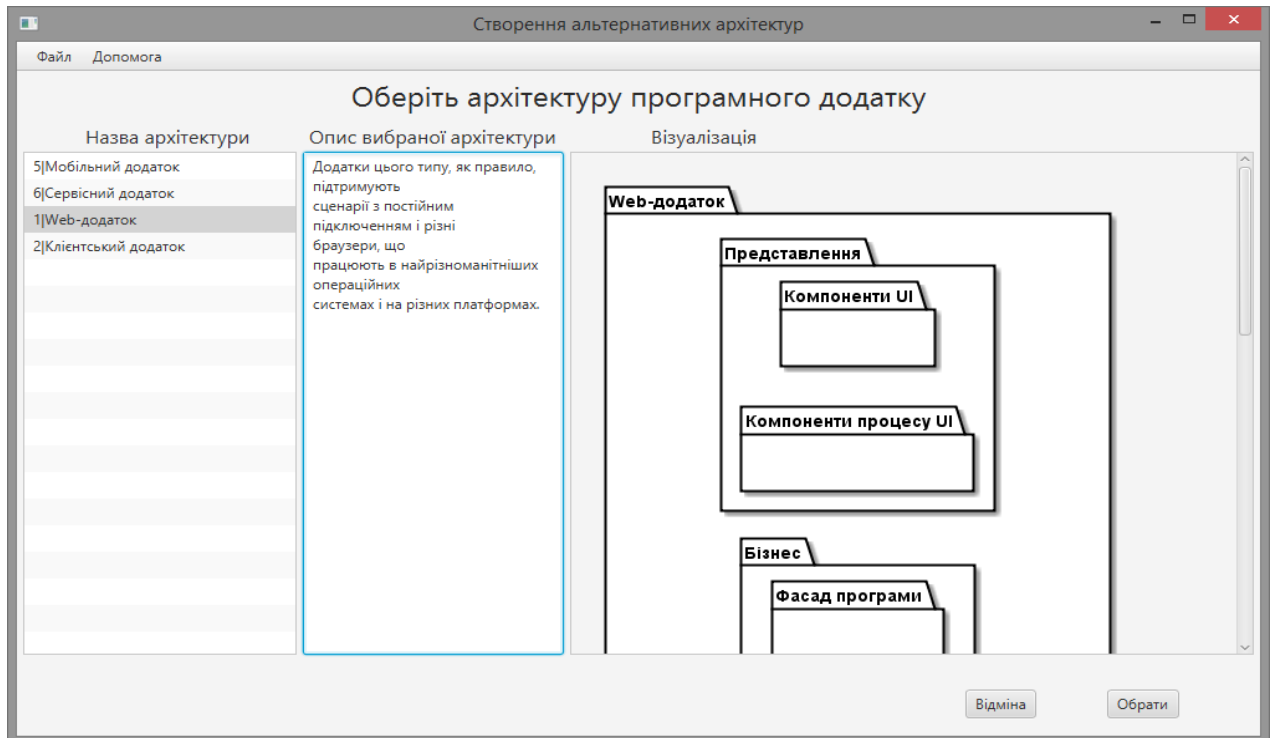 Створення альтернативних архітектур
Файл Допомога
Оберіть архітектуру програмного додатку
Назва архітектури
Опис вибраної архітектури
Візуалізація
5|Мобільний додаток
6|Сервісний додаток
1|Web-додаток
2|Клієнтський додаток
Додатки цього типу, як правило,
підтримують
сценарії з постійним
підключенням і різні
браузери, що
працюють в найрізноманітніших
операційних
системах і на різних платформах.
Web-додаток
Представлення
Компоненти UI
Компоненти процесу UI
Бізнес
Фасад програми
Відміна
Обрати